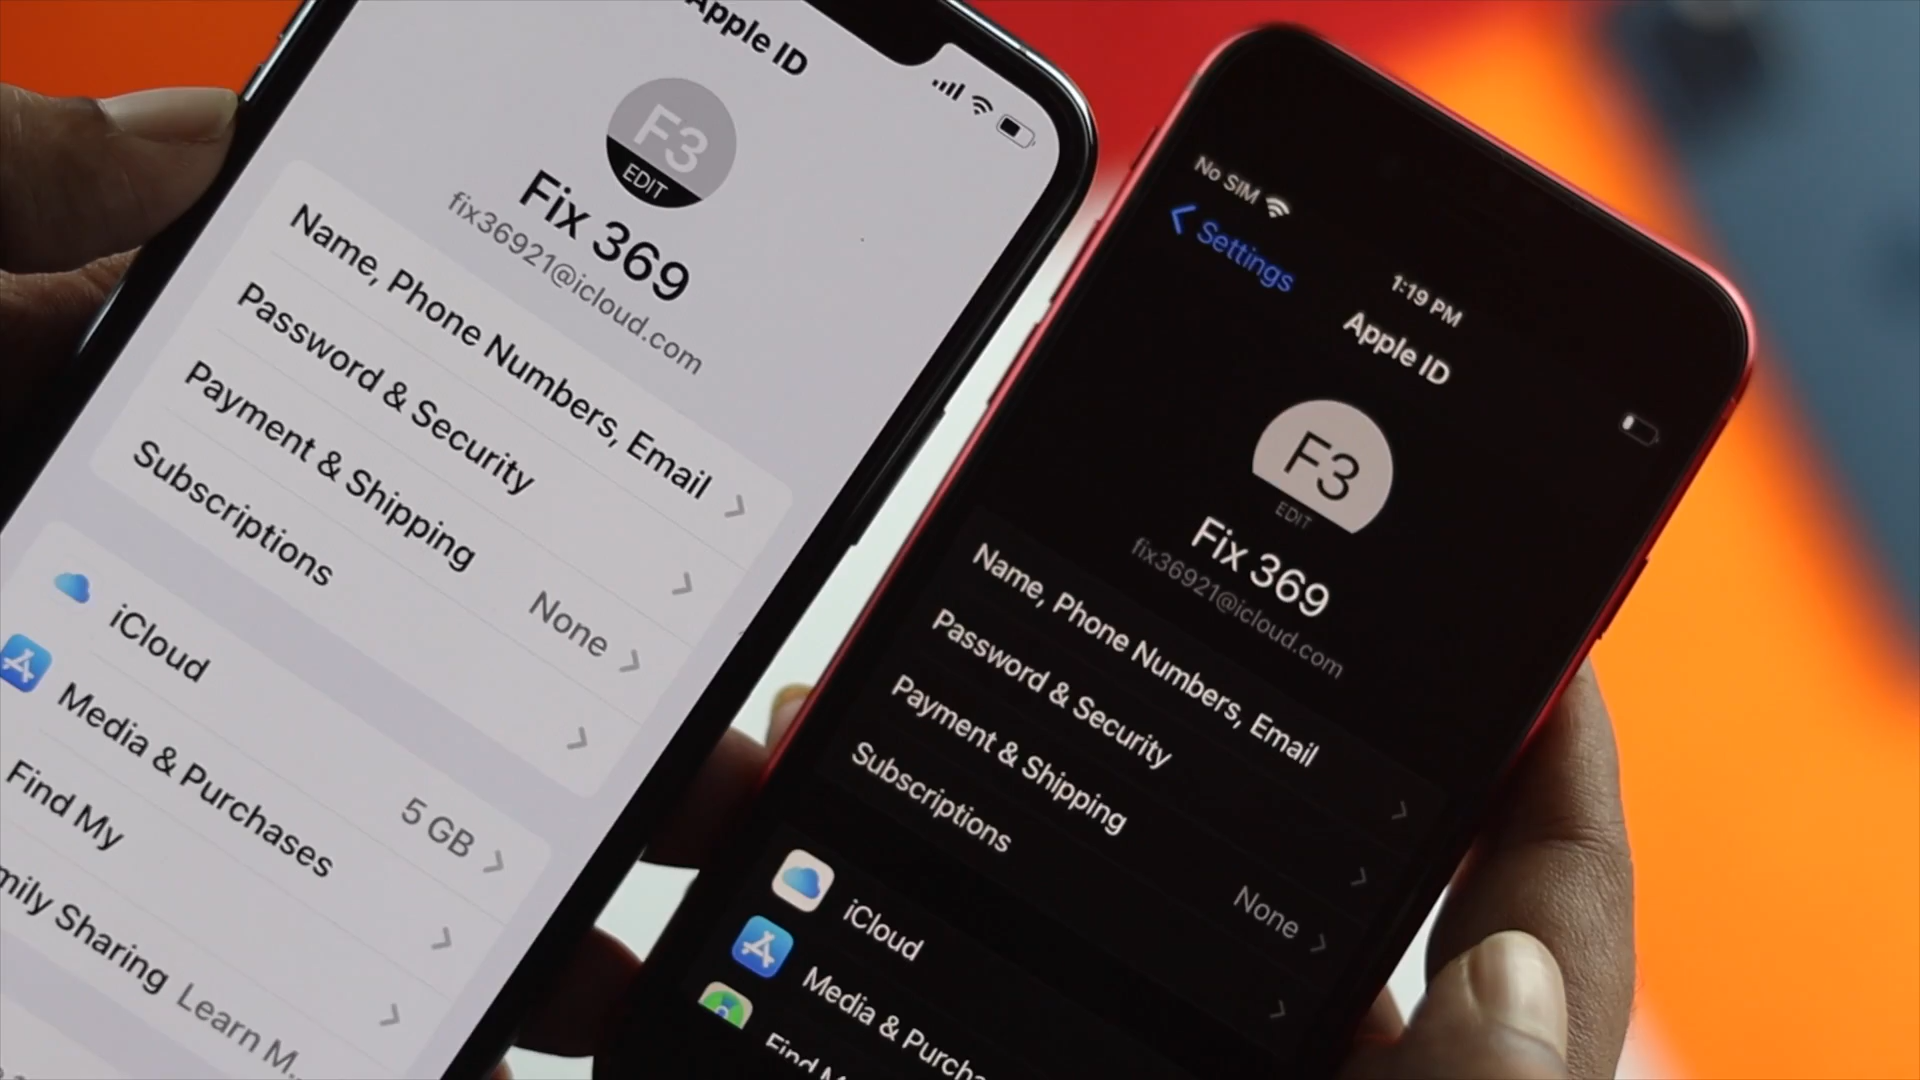 Apple ID
F3
EDIT
Fix 369
fix36921@icloud.com
Name, Phone Numbers, Email
Password & Security
Payment & Shipping
None
Subscriptions
iCloud
5 GB
Media & Purchases
Find My
mily Sharing
Learn M...
No SIM
Settings
1:19 PM
Apple ID
F3
EDIT
Fix 369
fix36921@icloud.com
Name, Phone Numbers, Email
Password & Security
Payment & Shipping
None
Subscriptions
iCloud
Media & Purcha
Find M